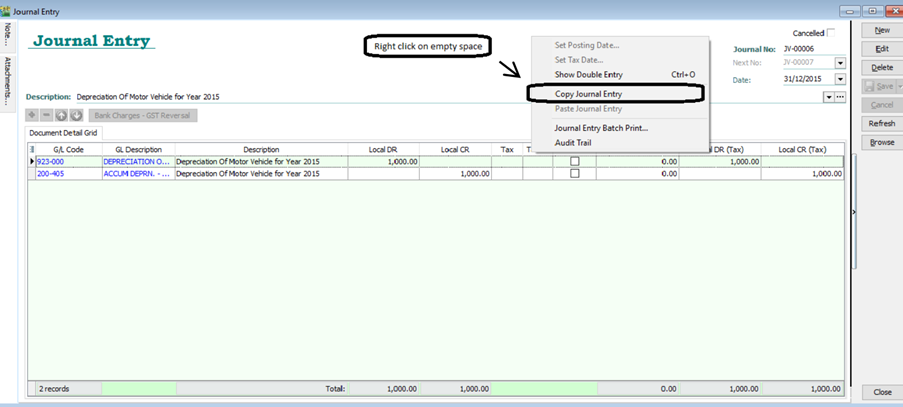 Journal Entry
Note...
Attachments...
Journal Entry
Right click on empty space
Set Posting Date...
Set Tax Date...
Show Double Entry Ctrl+O
Copy Journal Entry
Paste Journal Entry
Journal Entry Batch Print...
Audit Trail
Cancelled
Journal No: JV-00006
Next No: JV-00007
Date: 31/12/2015
New
Edit
Delete
Save
Cancel
Refresh
Browse
Description: Depreciation Of Motor Vehicle for Year 2015
Bank Charges - GST Reversal
Document Detail Grid
G/L Code GL Description Description Local DR Local CR Tax T DR (Tax) Local CR (Tax)
923-000 DEPRECIATION O... Depreciation Of Motor Vehicle for Year 2015 1,000.00 0.00 1,000.00
200-405 ACCUM DEPRN. - ... Depreciation Of Motor Vehicle for Year 2015 1,000.00 0.00 1,000.00
2 records Total: 1,000.00 1,000.00 0.00 1,000.00 1,000.00
Close